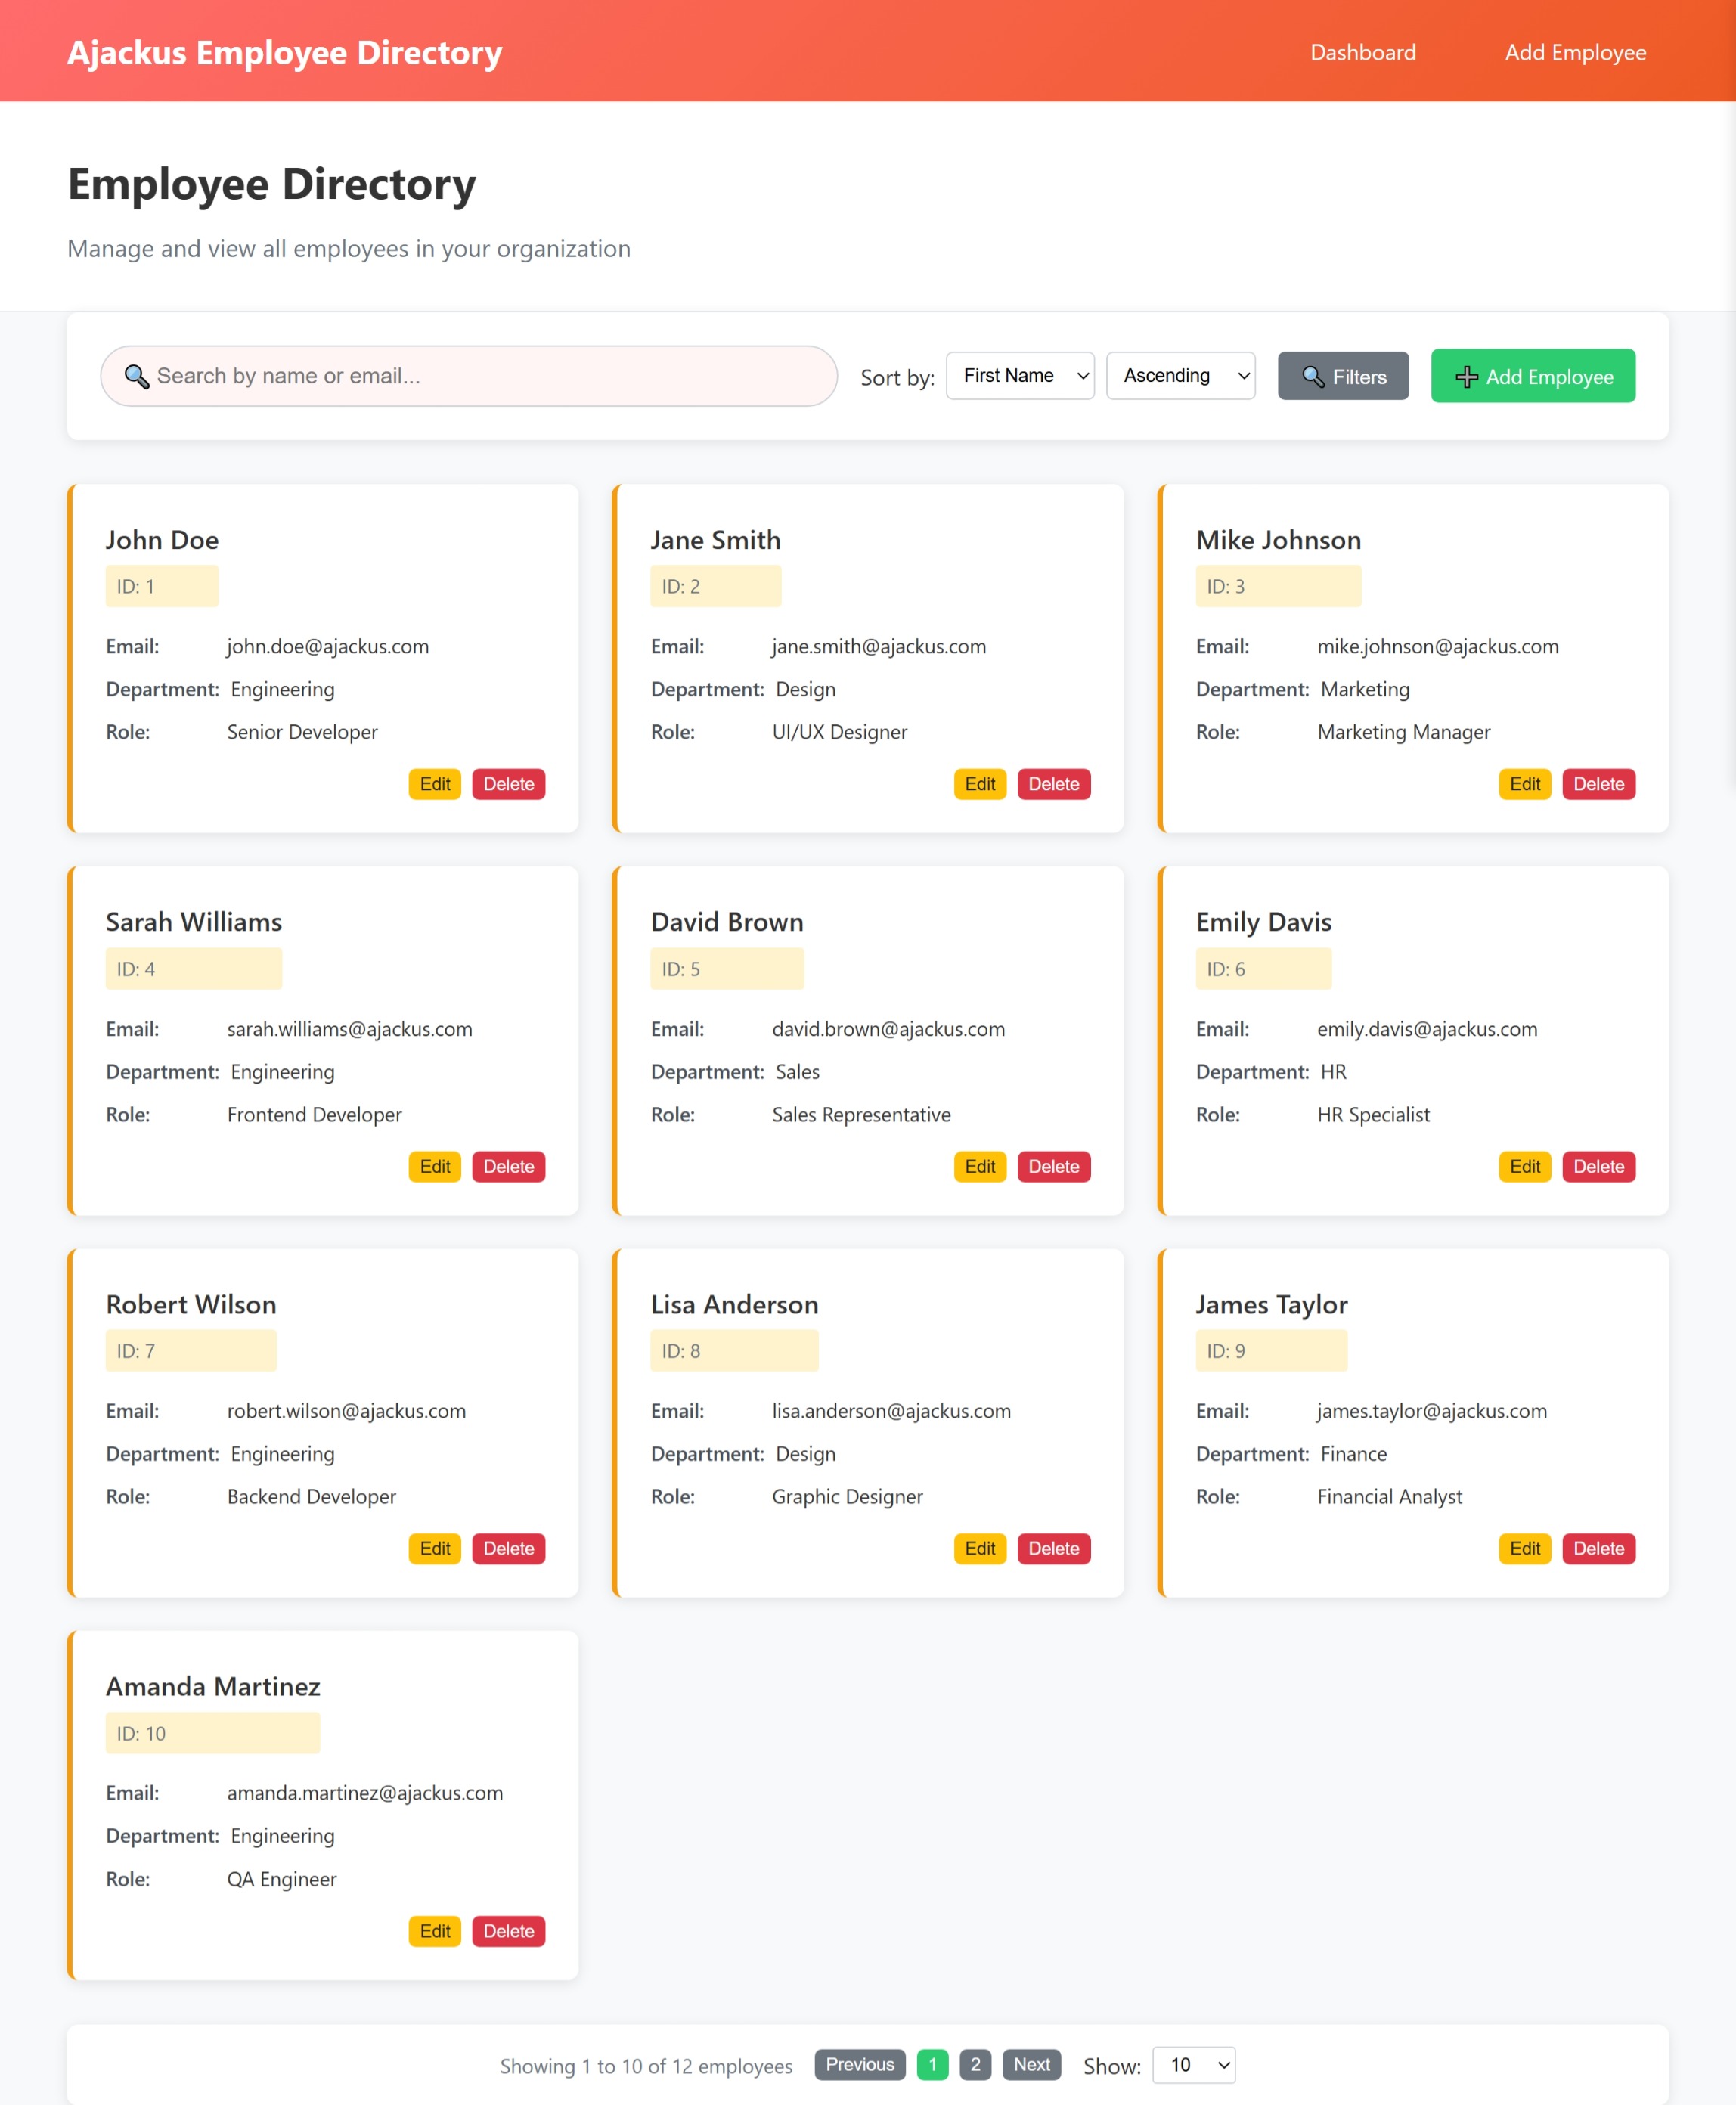 Ajackus Employee Directory
Dashboard
Add Employee
Employee Directory
Manage and view all employees in your organization
🔍 Search by name or email...
Sort by:
First Name
Ascending
🔍 Filters
➕ Add Employee
John Doe
ID: 1
Email: john.doe@ajackus.com
Department: Engineering
Role: Senior Developer
Edit Delete
Jane Smith
ID: 2
Email: jane.smith@ajackus.com
Department: Design
Role: UI/UX Designer
Edit Delete
Mike Johnson
ID: 3
Email: mike.johnson@ajackus.com
Department: Marketing
Role: Marketing Manager
Edit Delete
Sarah Williams
ID: 4
Email: sarah.williams@ajackus.com
Department: Engineering
Role: Frontend Developer
Edit Delete
David Brown
ID: 5
Email: david.brown@ajackus.com
Department: Sales
Role: Sales Representative
Edit Delete
Emily Davis
ID: 6
Email: emily.davis@ajackus.com
Department: HR
Role: HR Specialist
Edit Delete
Robert Wilson
ID: 7
Email: robert.wilson@ajackus.com
Department: Engineering
Role: Backend Developer
Edit Delete
Lisa Anderson
ID: 8
Email: lisa.anderson@ajackus.com
Department: Design
Role: Graphic Designer
Edit Delete
James Taylor
ID: 9
Email: james.taylor@ajackus.com
Department: Finance
Role: Financial Analyst
Edit Delete
Amanda Martinez
ID: 10
Email: amanda.martinez@ajackus.com
Department: Engineering
Role: QA Engineer
Edit Delete
Showing 1 to 10 of 12 employees Previous 1 2 Next Show: 10